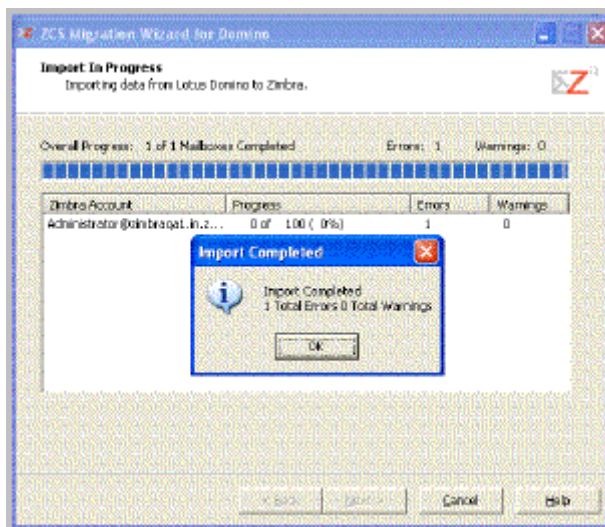 ZCS Migration Wizard for Domino
Import In Progress
Importing data from Lotus Domino to Zimbra.
Overall Progress: 1 of 1 Mailboxes Completed Errors: 1 Warnings: 0
Zimbra Account Progress Errors Warnings
Administrator@zimbraqa1.in.z... 0 of 100 ( 0%) 1 0
Import Completed
Import Completed
1 Total Errors 0 Total Warnings
OK
< Back Next > Cancel Help